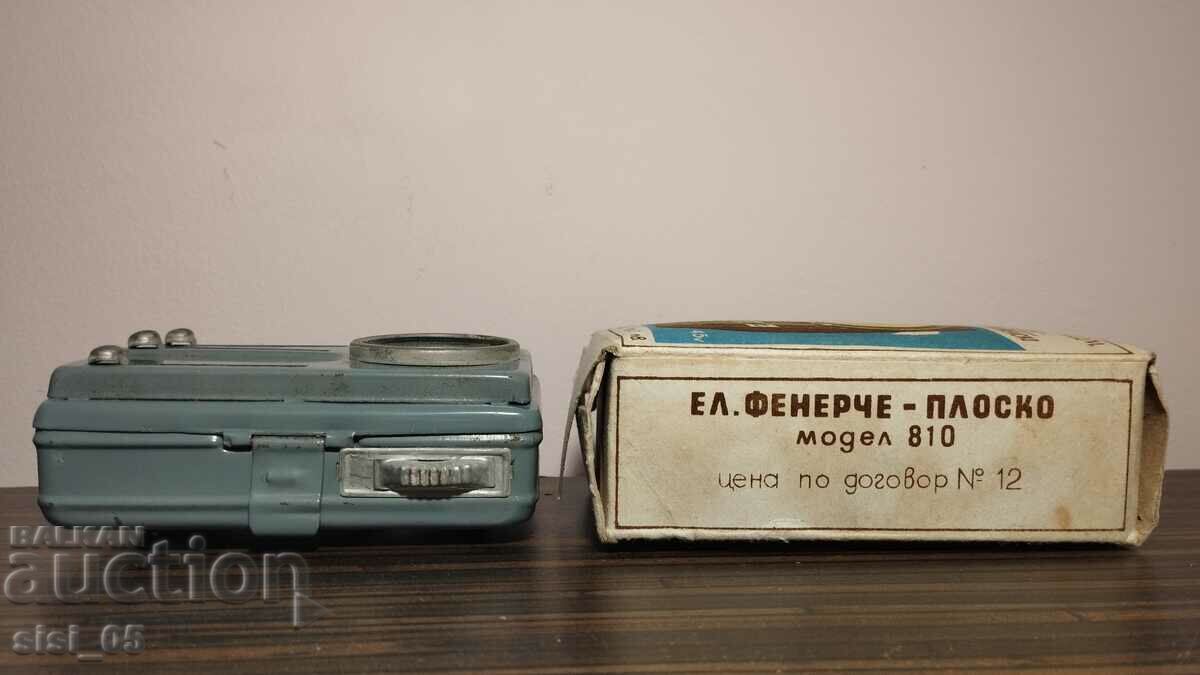 ЕЛ. ФЕНЕРЧЕ - ПЛОСКО
модел 810
цена по договор № 12
BALKAN
auction
sisi_05